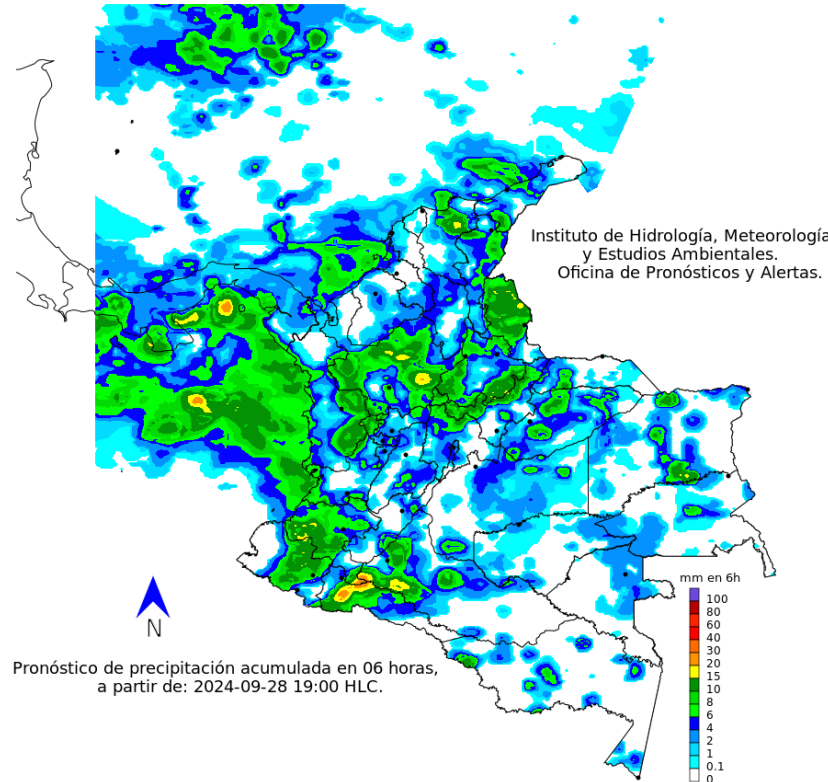 Instituto de Hidrología, Meteorología
y Estudios Ambientales.
Oficina de Pronósticos y Alertas.
mm en 6h
100
80
60
40
30
20
15
10
8
6
4
2
1
0.1
0
N
Pronóstico de precipitación acumulada en 06 horas,
a partir de: 2024-09-28 19:00 HLC.